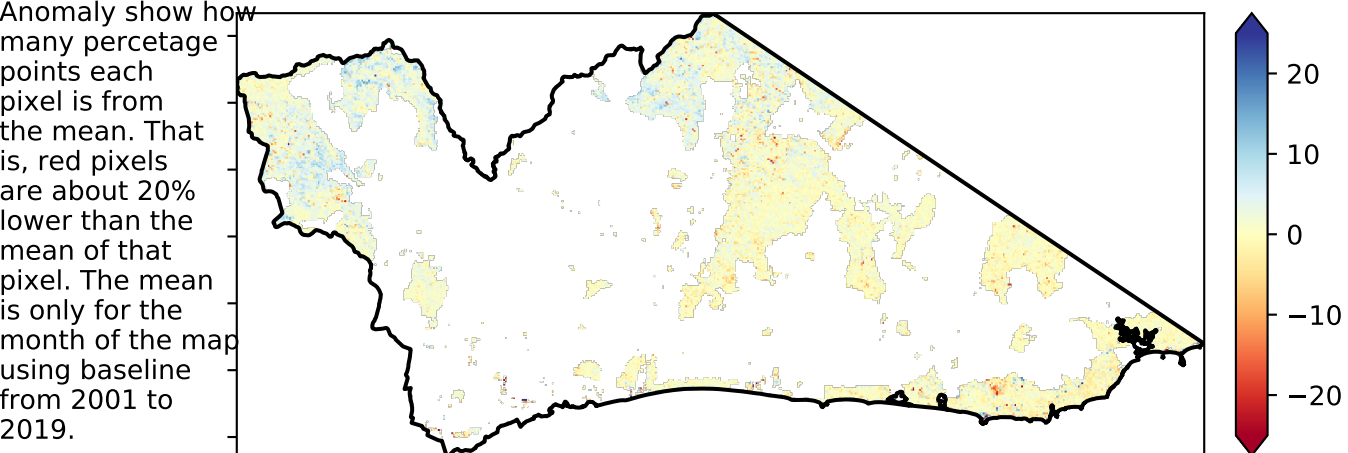 Anomaly show how
many percetage
points each
pixel is from
the mean. That
is, red pixels
are about 20%
lower than the
mean of that
pixel. The mean
is only for the
month of the map
using baseline
from 2001 to
2019.
20
10
0
−10
−20